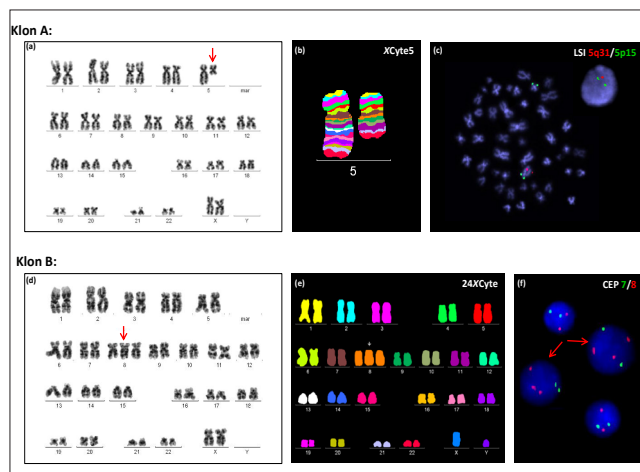 Klon A:
(a)
1 2 3 4 5 mar
6 7 8 9 10 11 12
13 14 15 16 17 18
19 20 21 22 X Y
(b) XCyte5
5
(c) LSI 5q31/5p15
Klon B:
(d)
1 2 3 4 5
6 7 8 9 10 11 12
13 14 15 16 17 18
19 20 21 22 X Y
(e) 24XCyte
1 2 3 4 5
6 7 8 9 10 11 12
13 14 15 16 17 18
19 20 21 22 X Y
(f) CEP 7/8